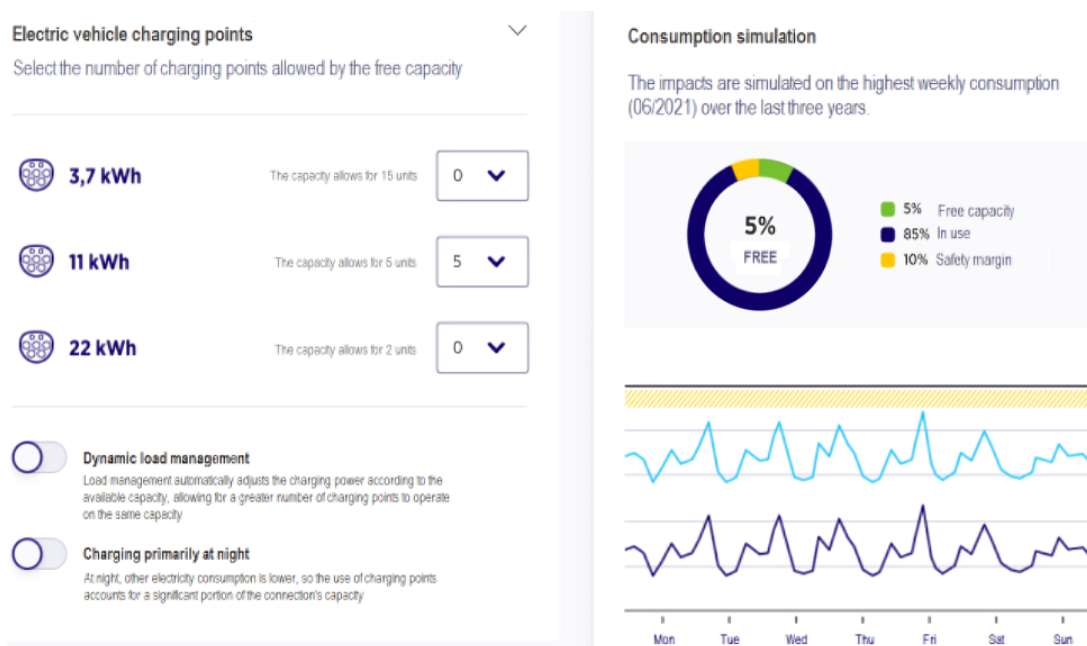 Electric vehicle charging points
Select the number of charging points allowed by the free capacity
3,7 kWh
The capacity allows for 15 units
0
11 kWh
The capacity allows for 5 units
5
22 kWh
The capacity allows for 2 units
0
Dynamic load management
Load management automatically adjusts the charging power according to the
available capacity, allowing for a greater number of charging points to operate
on the same capacity
Charging primarily at night
At night, other electricity consumption is lower, so the use of charging points
accounts for a significant portion of the connection's capacity
Consumption simulation
The impacts are simulated on the highest weekly consumption
(06/2021) over the last three years.
5%
FREE
5% Free capacity
85% In use
10% Safety margin
Mon Tue Wed Thu Fri Sat Sun